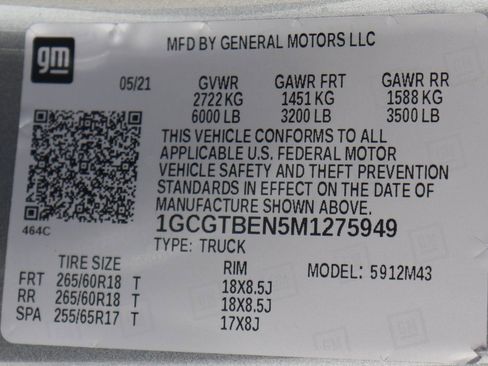 gm
MFD BY GENERAL MOTORS LLC
05/21 GVWR GAWR FRT GAWR RR
2722 KG 1451 KG 1588 KG
6000 LB 3200 LB 3500 LB
THIS VEHICLE CONFORMS TO ALL
APPLICABLE U.S. FEDERAL MOTOR
VEHICLE SAFETY AND THEFT PREVENTION
STANDARDS IN EFFECT ON THE DATE OF
MANUFACTURE SHOWN ABOVE.
464C
1GCGTBEN5M1275949
TYPE: TRUCK
TIRE SIZE RIM MODEL: 5912M43
FRT 265/60R18 T 18X8.5J
RR 265/60R18 T 18X8.5J
SPA 255/65R17 T 17X8J
GM
GM